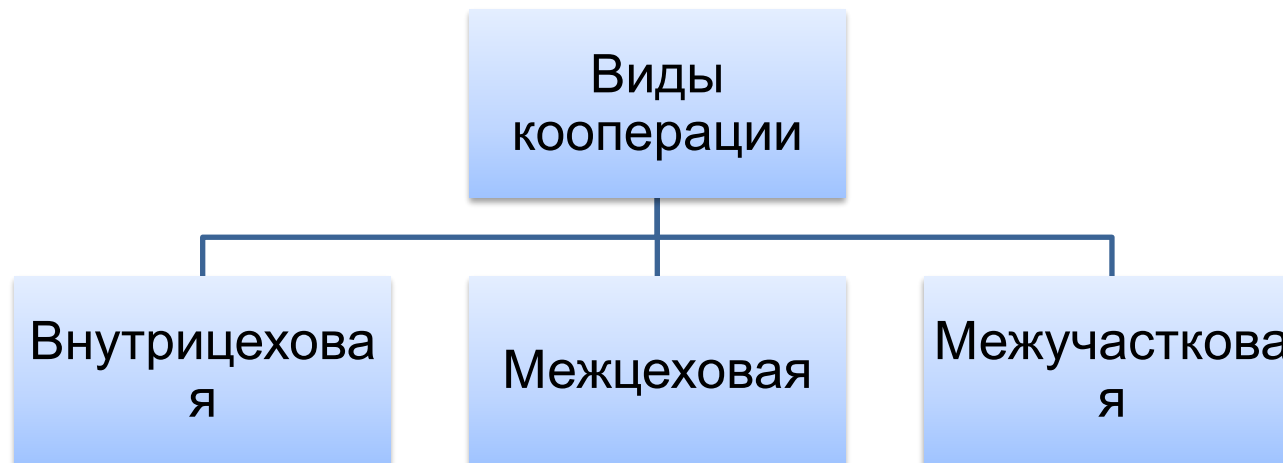 Виды
кооперации
Внутрицехова
я
Межцеховая
Межучасткова
я